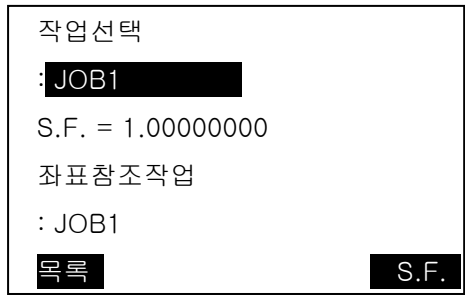 작업선택
: JOB1
S.F. = 1.00000000
좌표참조작업
: JOB1
목록 S.F.